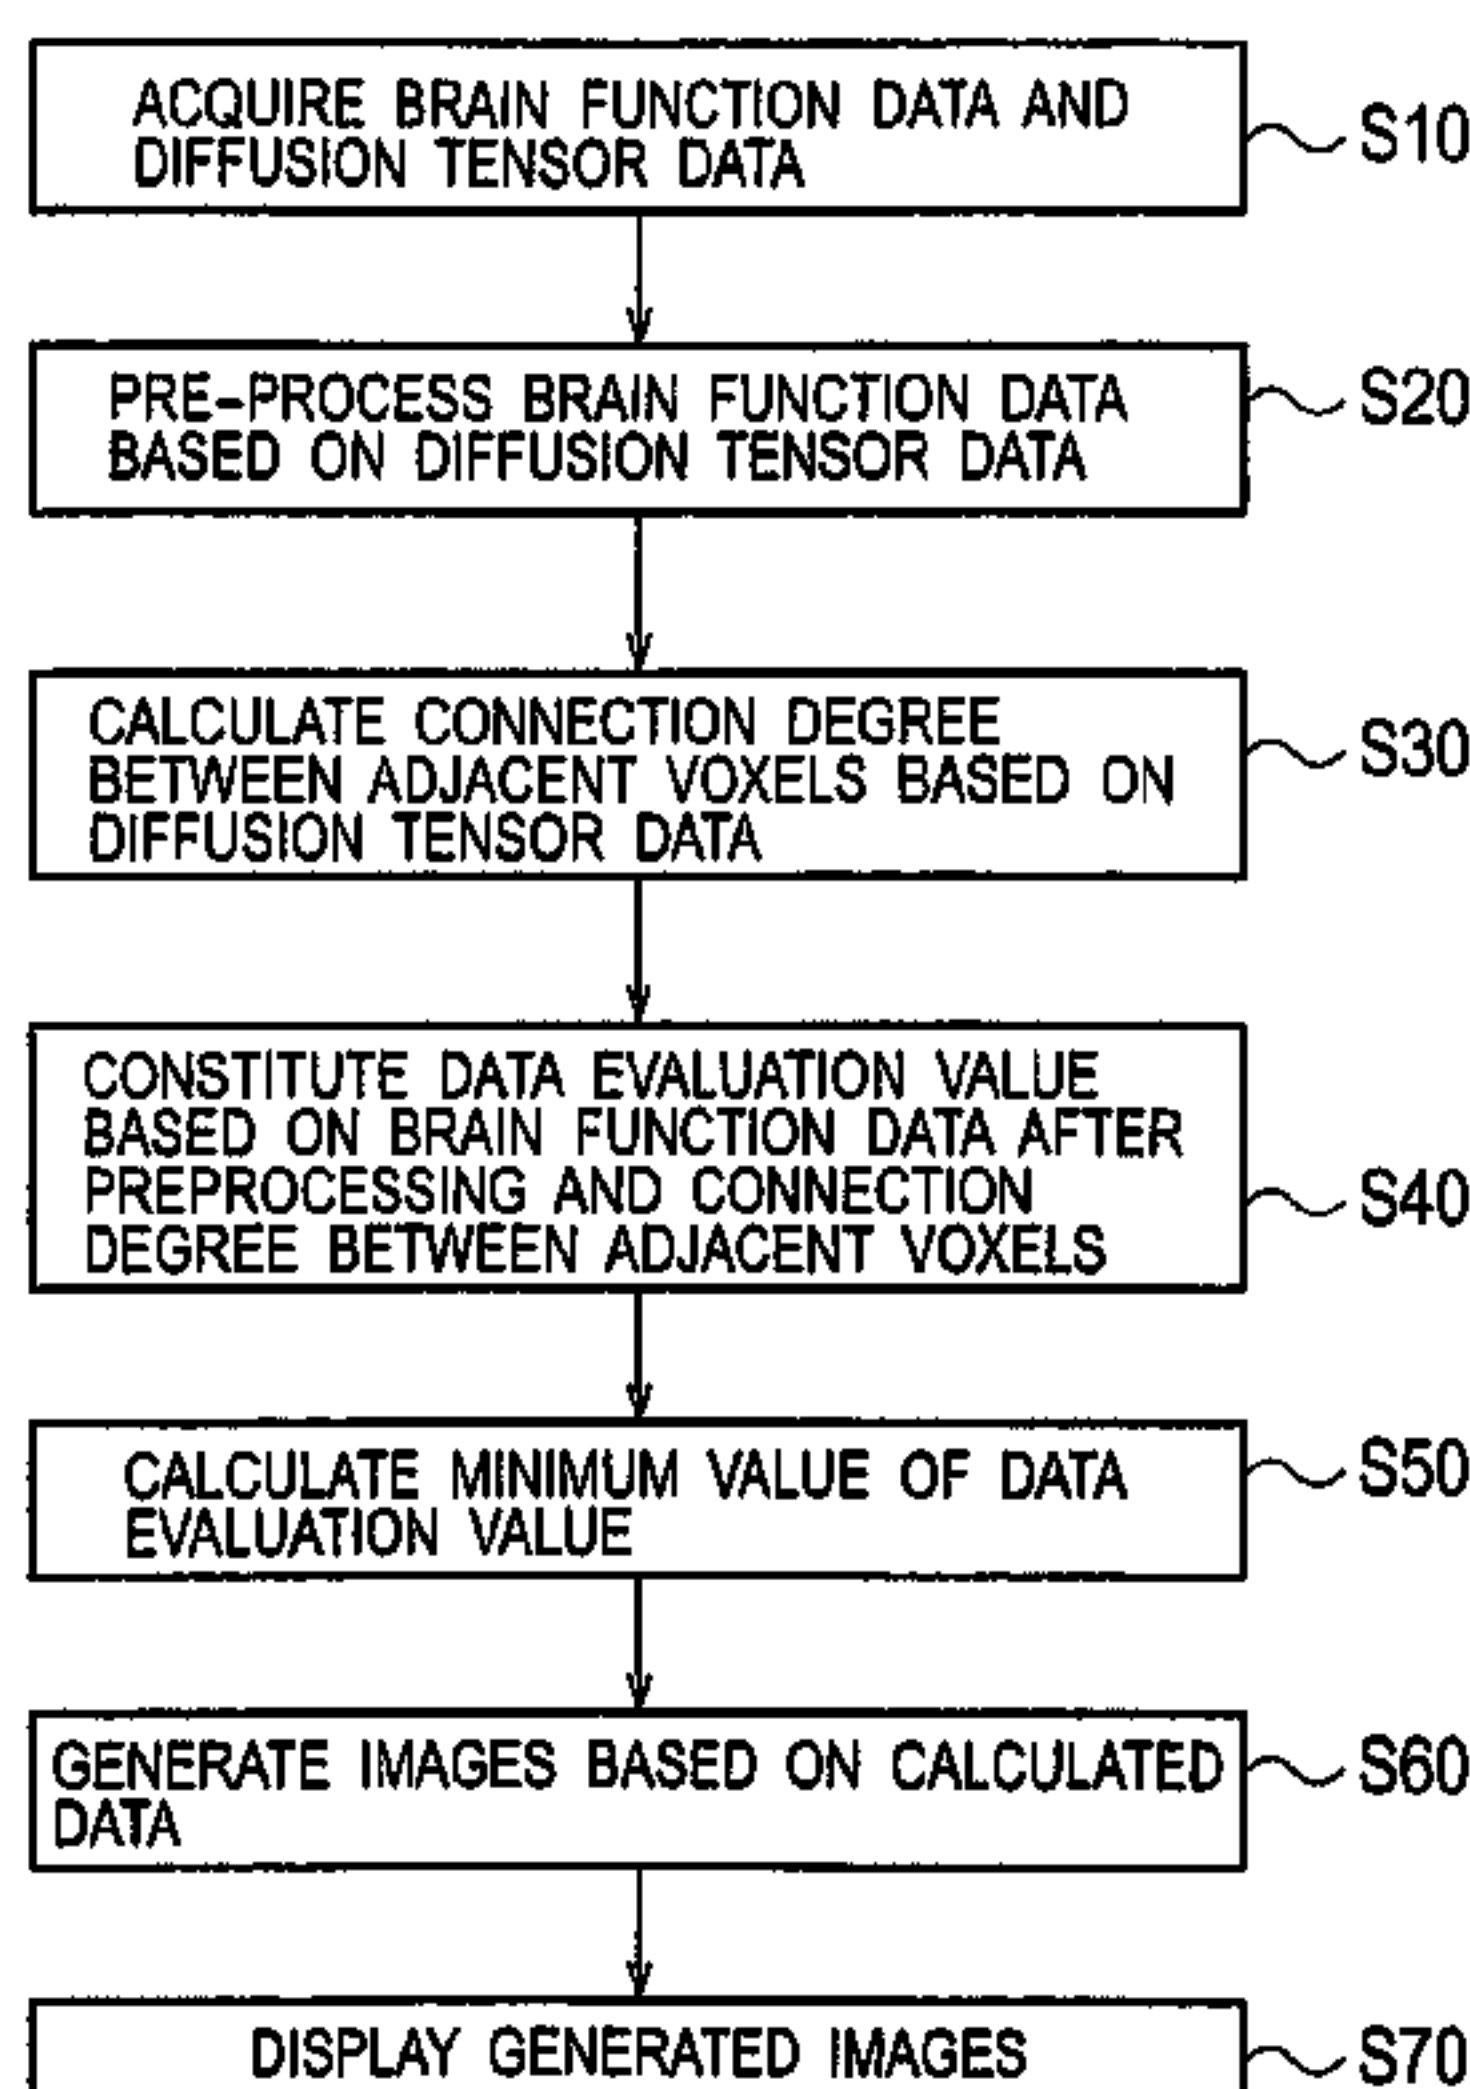 ACQUIRE BRAIN FUNCTION DATA AND
DIFFUSION TENSOR DATA
S10
PRE-PROCESS BRAIN FUNCTION DATA
BASED ON DIFFUSION TENSOR DATA
S20
CALCULATE CONNECTION DEGREE
BETWEEN ADJACENT VOXELS BASED ON
DIFFUSION TENSOR DATA
S30
CONSTITUTE DATA EVALUATION VALUE
BASED ON BRAIN FUNCTION DATA AFTER
PREPROCESSING AND CONNECTION
DEGREE BETWEEN ADJACENT VOXELS
S40
CALCULATE MINIMUM VALUE OF DATA
EVALUATION VALUE
S50
GENERATE IMAGES BASED ON CALCULATED
DATA
S60
DISPLAY GENERATED IMAGES
S70